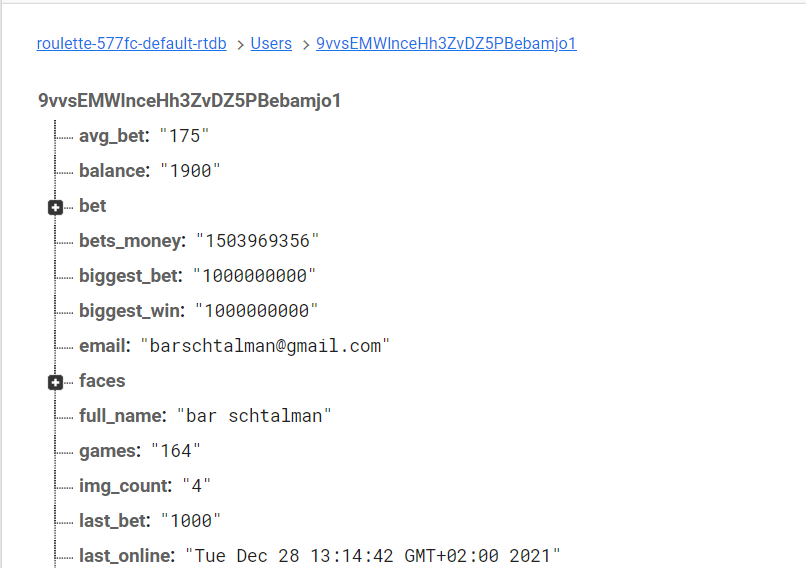 roulette-577fc-default-rtdb > Users > 9vvsEMWInceHh3ZvDZ5PBebamjo1
9vvsEMWInceHh3ZvDZ5PBebamjo1
avg_bet: "175"
balance: "1900"
bet
bets_money: "1503969356"
biggest_bet: "1000000000"
biggest_win: "1000000000"
email: "barschtalman@gmail.com"
faces
full_name: "bar schtalman"
games: "164"
img_count: "4"
last_bet: "1000"
last_online: "Tue Dec 28 13:14:42 GMT+02:00 2021"